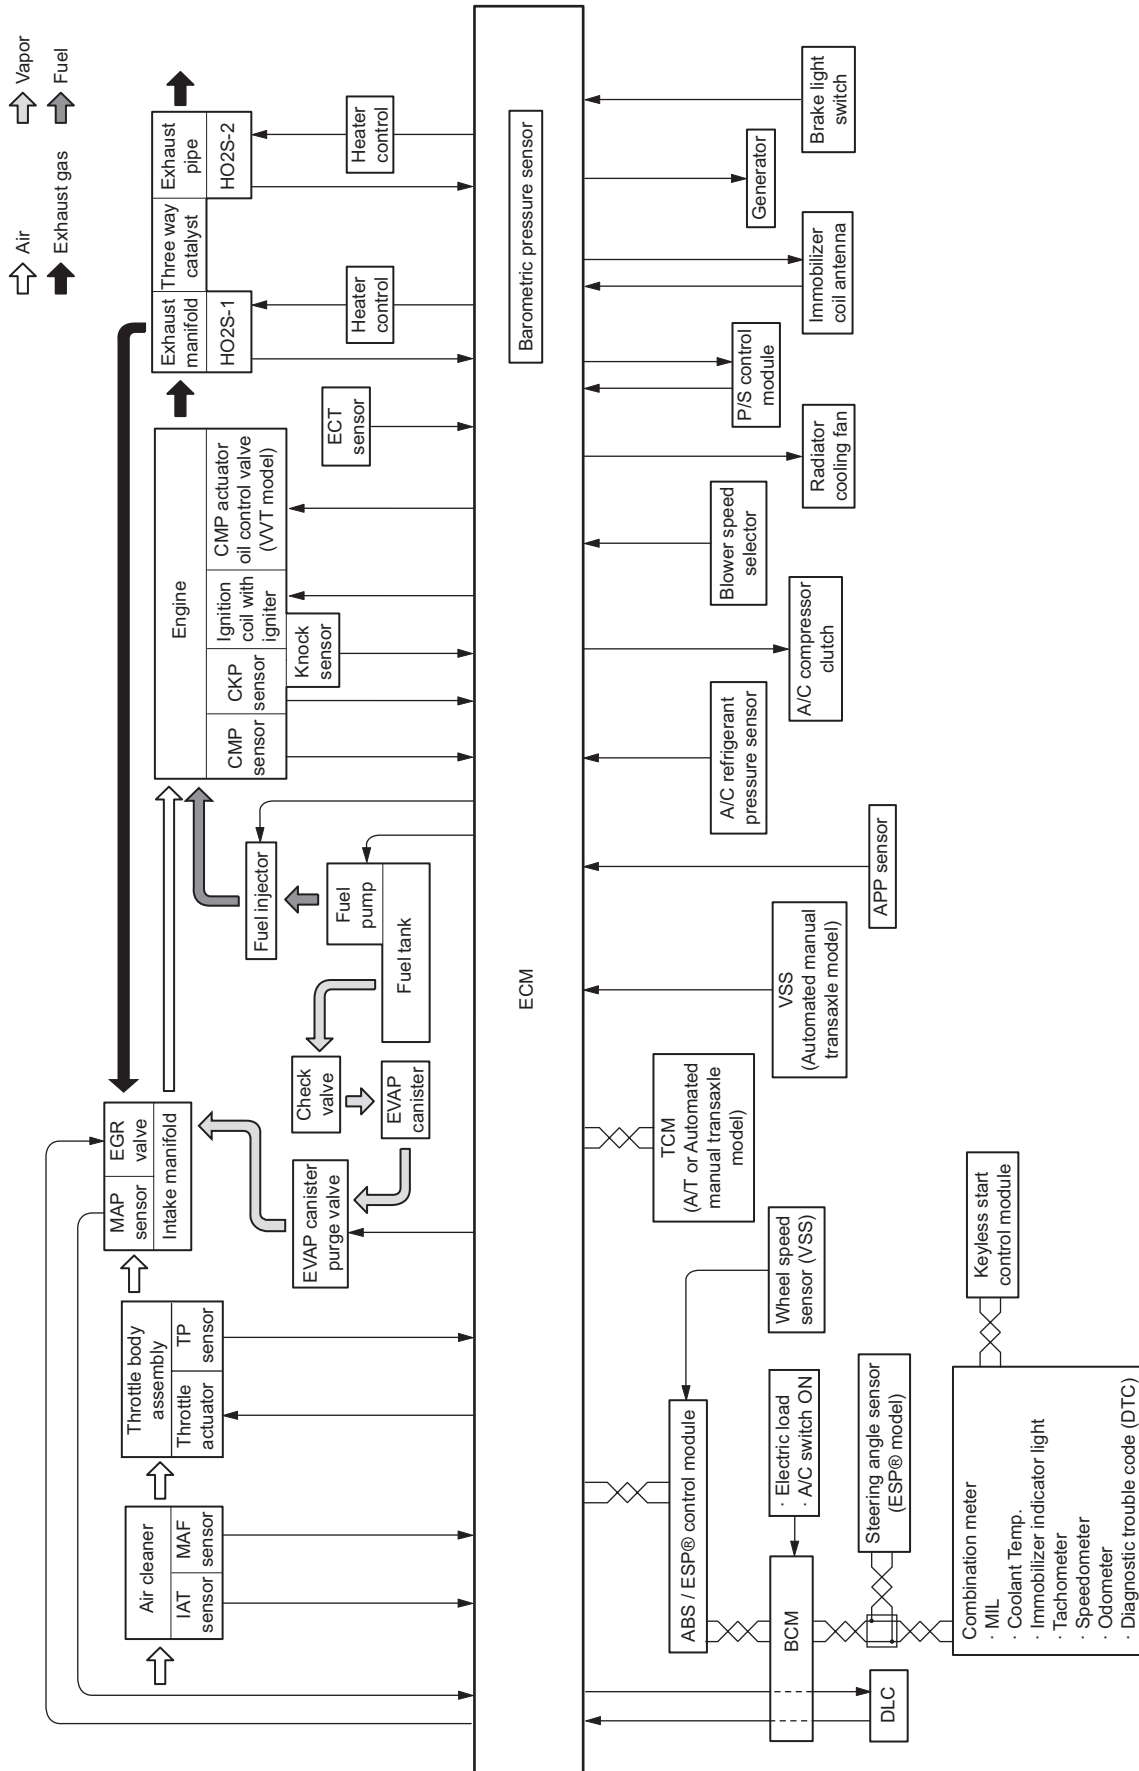 Air
Vapor
Exhaust gas
Fuel
Air cleaner
IAT
sensor
MAF
sensor
Throttle body
assembly
Throttle
actuator
TP
sensor
MAP
sensor
EGR
valve
Intake manifold
EVAP canister
purge valve
Check
valve
EVAP
canister
Fuel injector
Fuel
pump
Fuel tank
Engine
CMP
sensor
CKP
sensor
Ignition
coil with
igniter
CMP actuator
oil control valve
(VVT model)
Knock
sensor
ECT
sensor
Exhaust
manifold
Three way
catalyst
Exhaust
pipe
HO2S-1
HO2S-2
Heater
control
Heater
control
ECM
Barometric pressure sensor
ABS / ESP® control module
BCM
DLC
· Electric load
· A/C switch ON
Wheel speed
sensor (VSS)
Steering angle sensor
(ESP® model)
Combination meter
· MIL
· Coolant Temp.
· Immobilizer indicator light
· Tachometer
· Speedometer
· Odometer
· Diagnostic trouble code (DTC)
Keyless start
control module
TCM
(A/T or Automated
manual transaxle
model)
VSS
(Automated manual
transaxle model)
APP sensor
A/C refrigerant
pressure sensor
A/C compressor
clutch
Blower speed
selector
Radiator
cooling fan
P/S control
module
Immobilizer
coil antenna
Generator
Brake light
switch